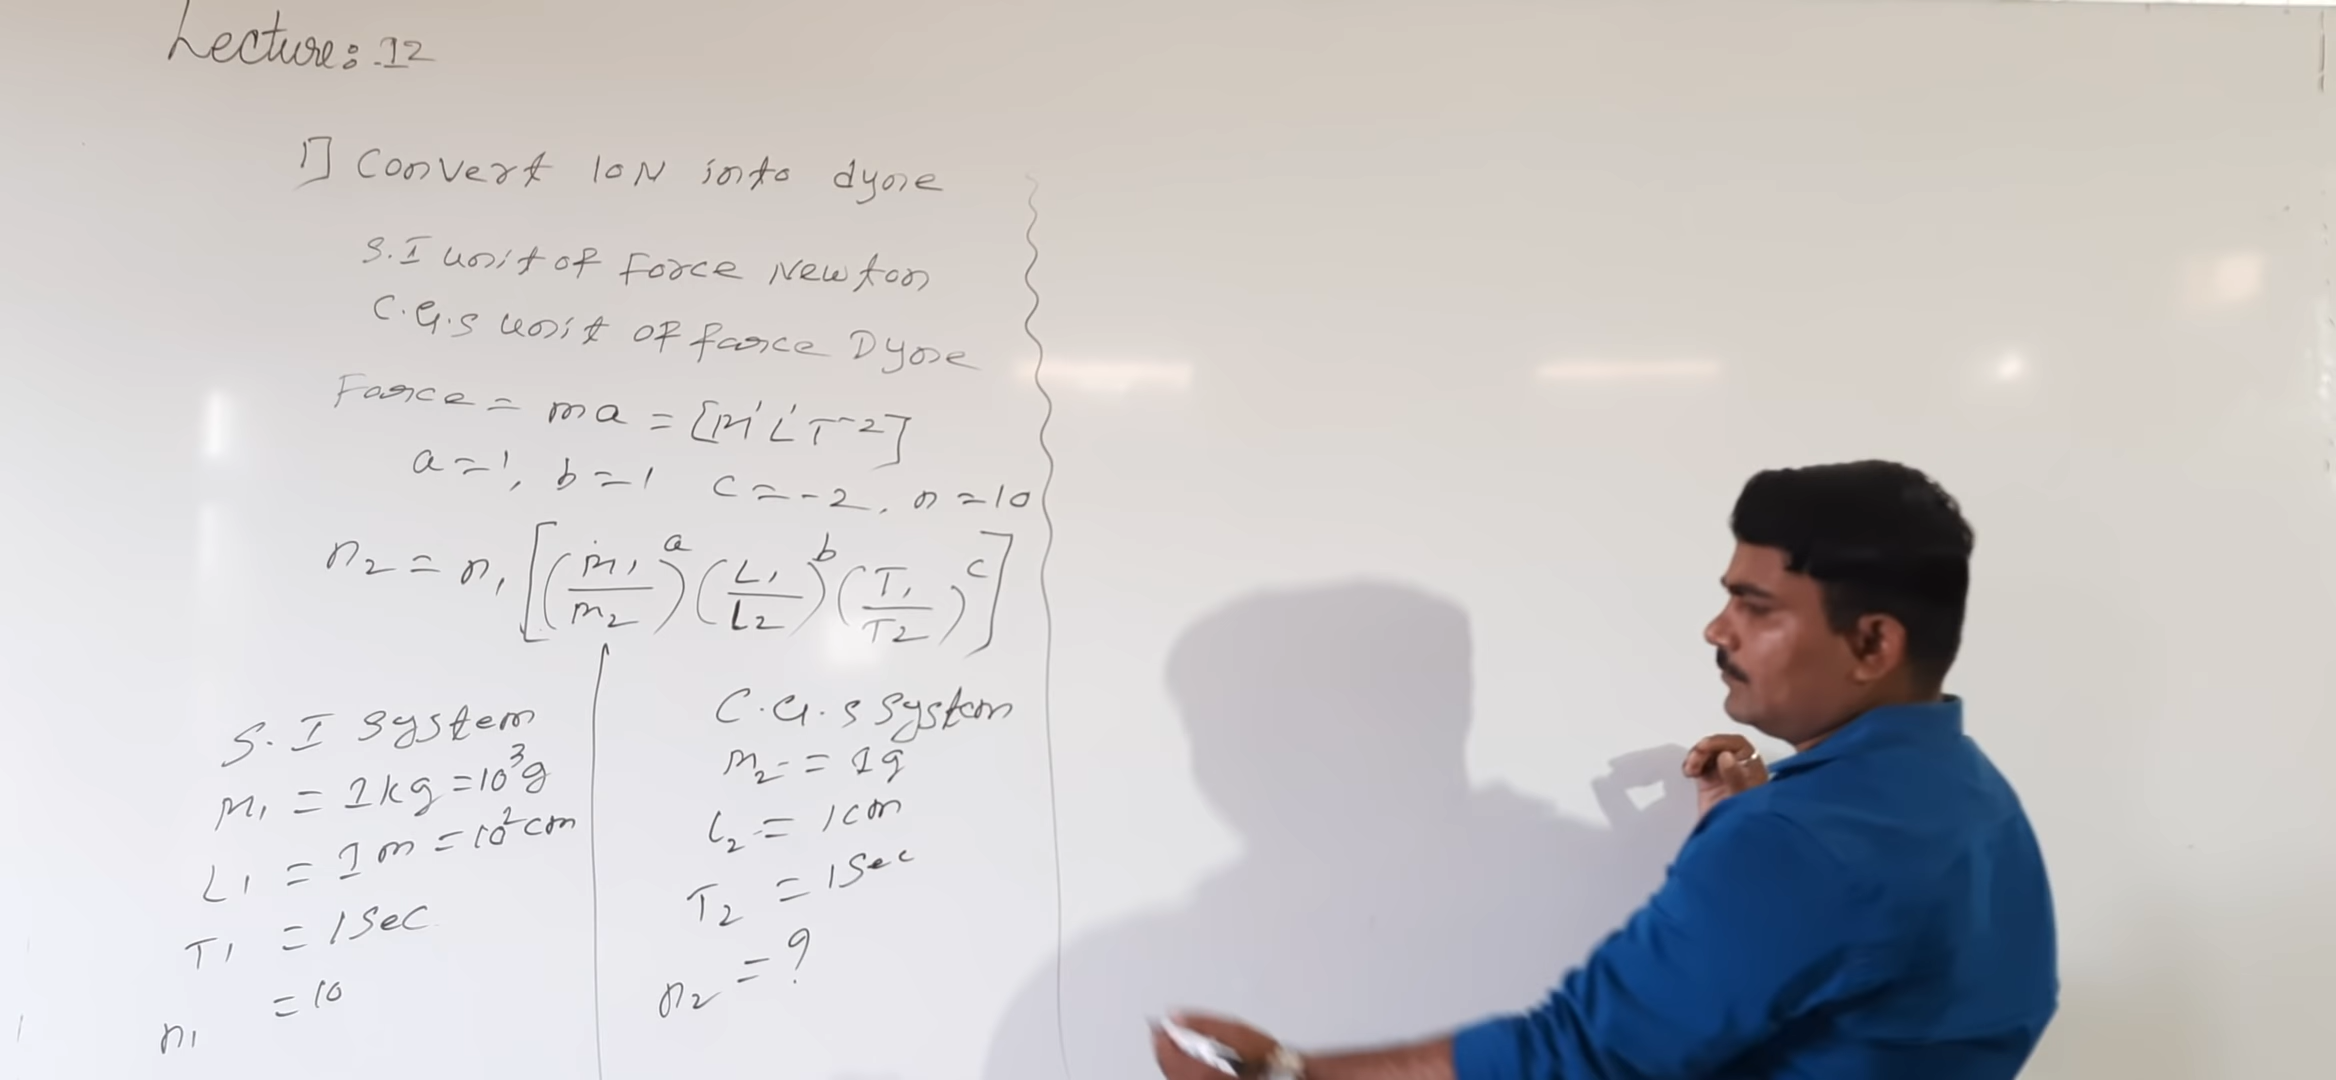 Lecture: 12
1] Convert 10N into dyne
S.I unit of Force Newton
C.G.S unit of force Dyne
Force = ma = [M¹L¹T⁻²]
a=1, b=1 c=-2, n=10
n₂ = n₁ [(M₁/M₂)ᵃ (L₁/L₂)ᵇ (T₁/T₂)ᶜ]
S.I System
M₁ = 1kg = 10³g
L₁ = 1m = 10²cm
T₁ = 1Sec
n₁ = 10
C.G.S System
M₂ = 1g
L₂ = 1cm
T₂ = 1Sec
n₂ = ?